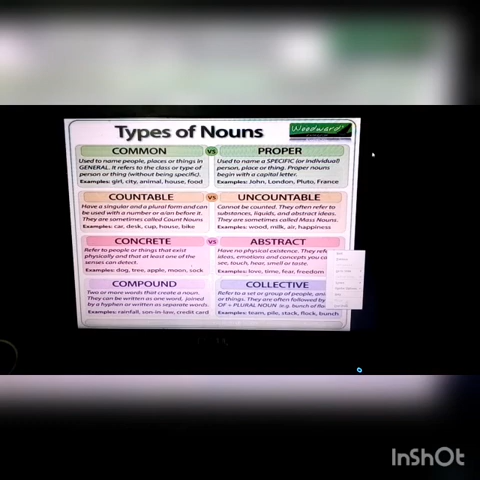 Types of Nouns
Woodward
COMMON vs PROPER
Used to name people, places or things in
GENERAL. It refers to the class or type of
person or thing (without being specific).
Examples: girl, city, animal, house, food
Used to name a SPECIFIC (or individual)
person, place or thing. Proper nouns
begin with a capital letter.
Examples: John, London, Pluto, France
COUNTABLE vs UNCOUNTABLE
Have a singular and a plural form and can
be used with a number or a/an before it.
They are sometimes called Count Nouns
Examples: car, desk, cup, house, bike
Cannot be counted. They often refer to
substances, liquids, and abstract ideas.
They are sometimes called Mass Nouns.
Examples: wood, milk, air, happiness
CONCRETE vs ABSTRACT
Refer to people or things that exist
physically and that at least one of the
senses can detect.
Examples: dog, tree, apple, moon, sock
Have no physical existence. They refe
ideas, emotions and concepts you ca
see, touch, hear, smell or taste.
Examples: love, time, fear, freedom
COMPOUND
Two or more words that create a noun.
They can be written as one word, joined
by a hyphen or written as separate words.
Examples: rainfall, son-in-law, credit card
COLLECTIVE
Refer to a set or group of people, ani
or things. They are often followed by
OF + PLURAL NOUN (e.g. bunch of flo
Examples: team, pile, stack, flock, bunch
InShOt